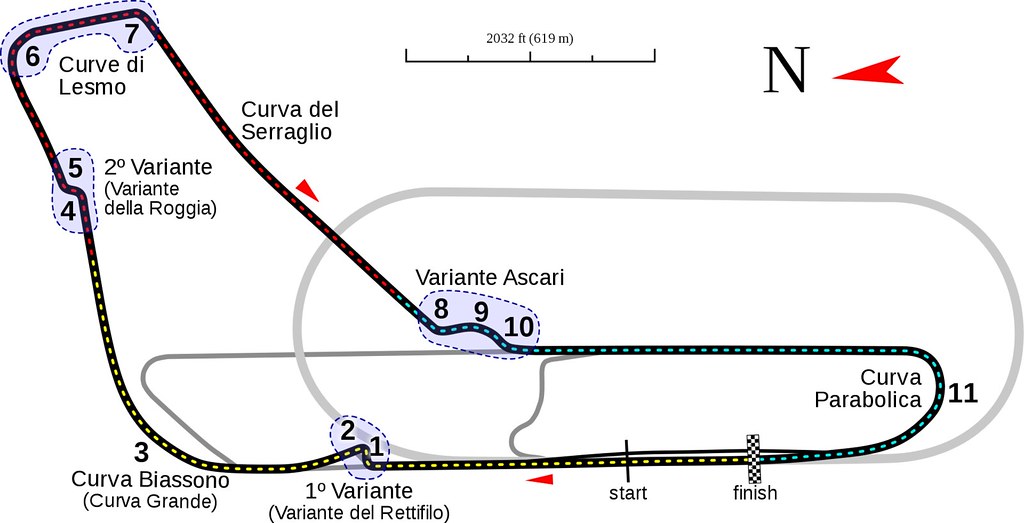 2032 ft (619 m)
N
7
6
Curve di
Lesmo
Curva del
Serraglio
5
2º Variante
(Variante
della Roggia)
4
Variante Ascari
8
9
10
Curva
Parabolica
11
2
1
3
Curva Biassono
(Curva Grande)
1º Variante
(Variante del Rettifilo)
start
finish